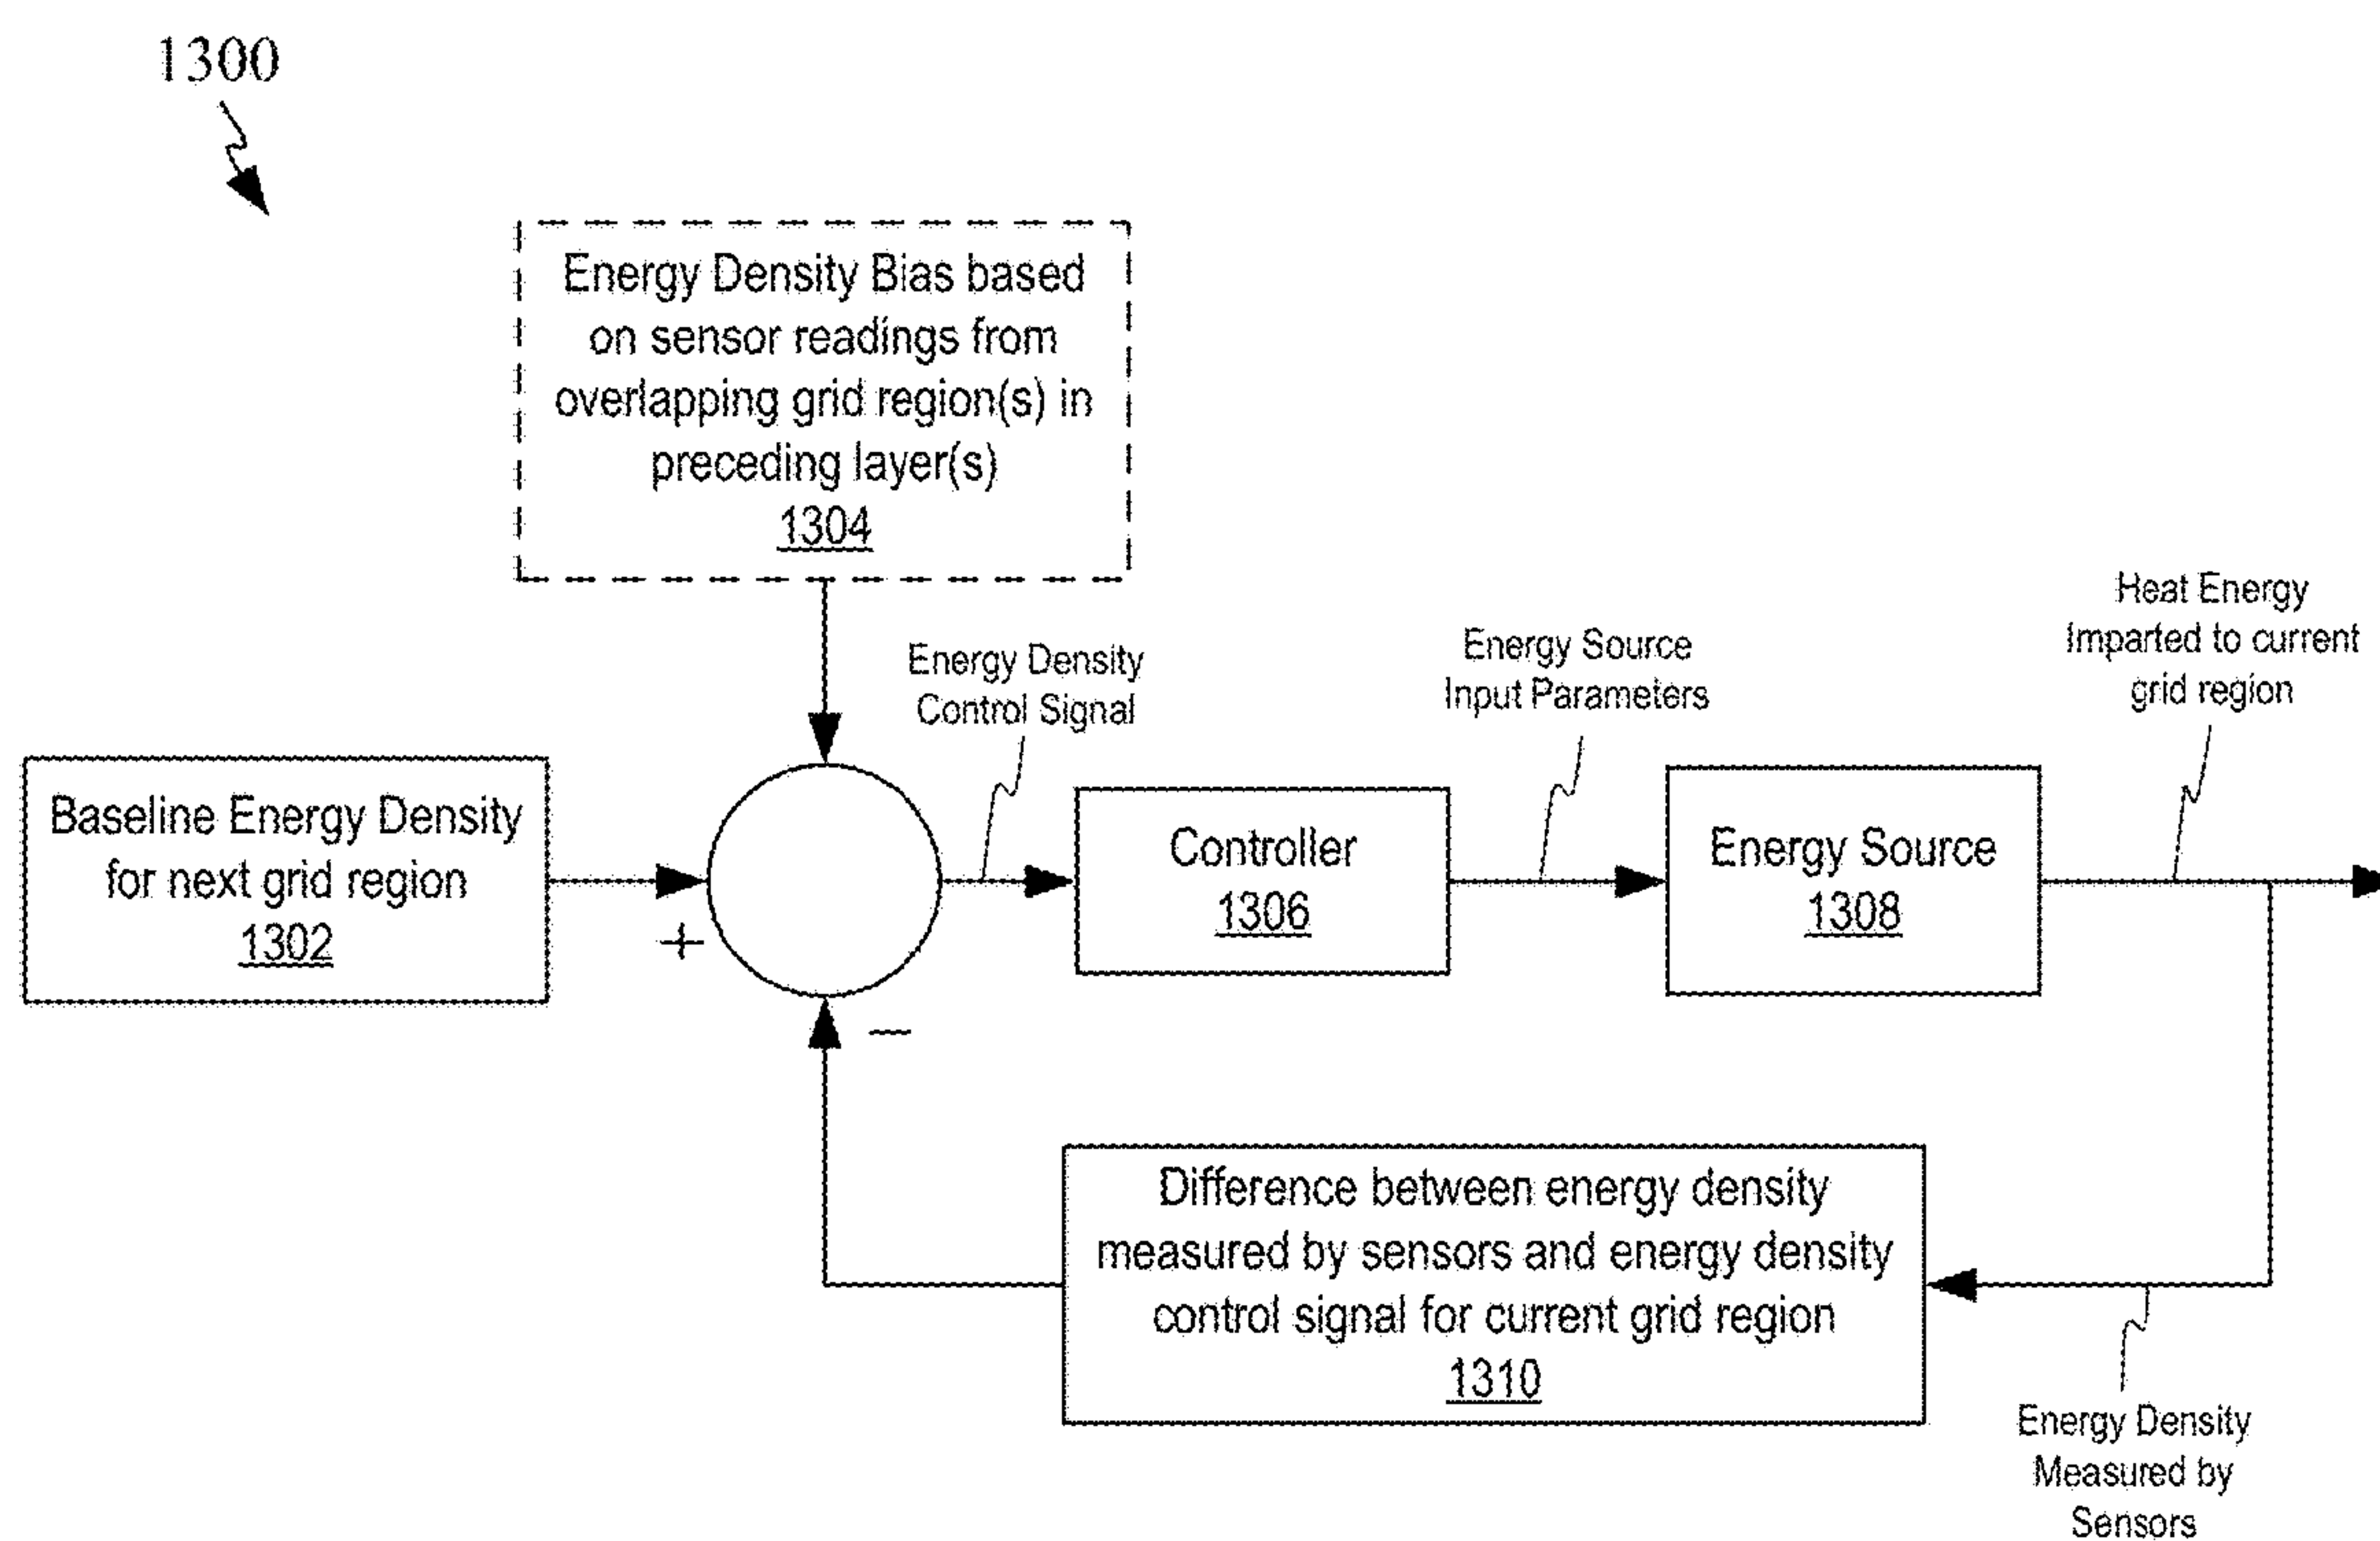 1300
Energy Density Bias based
on sensor readings from
overlapping grid region(s) in
preceding layer(s)
1304
Heat Energy
Imparted to current
grid region
Energy Density
Control Signal
Energy Source
Input Parameters
Baseline Energy Density
for next grid region
1302
+
Controller
1306
Energy Source
1308
—
Difference between energy density
measured by sensors and energy density
control signal for current grid region
1310
Energy Density
Measured by
Sensors